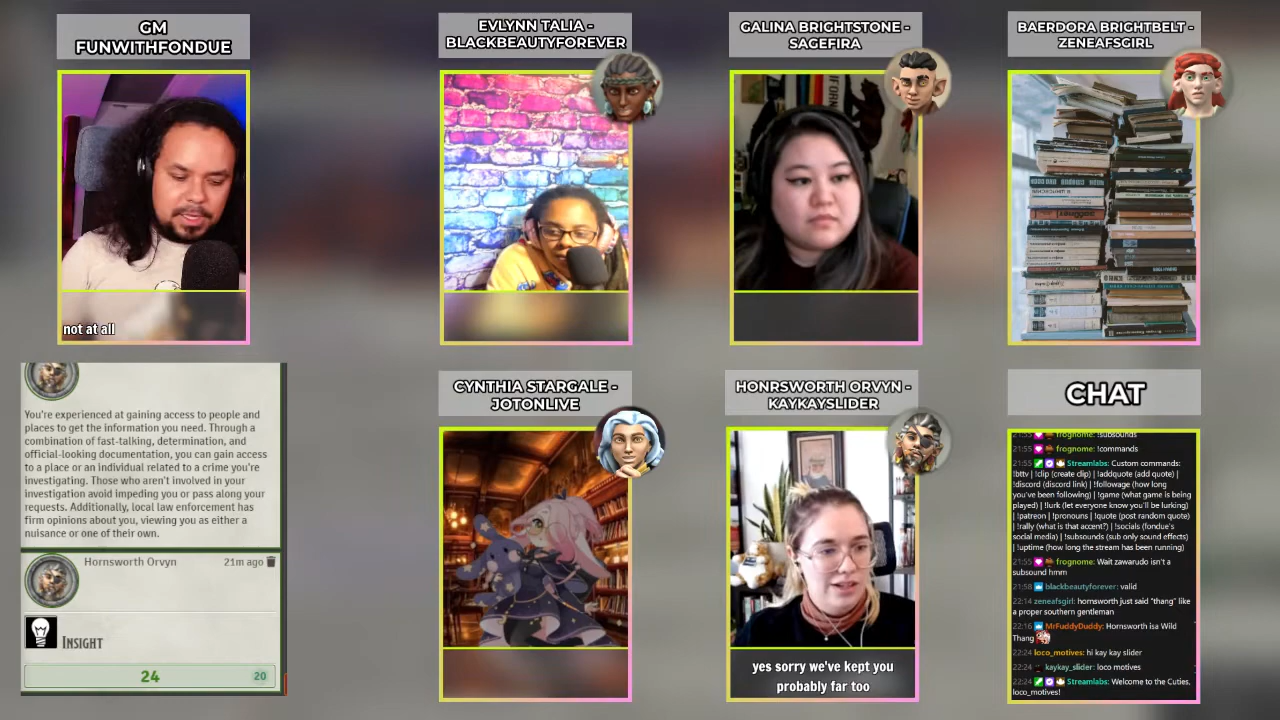 GM
FUNWITHFONDUE
EVLYNN TALIA -
BLACKBEAUTYFOREVER
GALINA BRIGHTSTONE -
SAGEFIRA
BAERDORA BRIGHTBELT -
ZENEAFSGIRL
not at all
You're experienced at gaining access to people and
places to get the information you need. Through a
combination of fast-talking, determination, and
official-looking documentation, you can gain access
to a place or an individual related to a crime you're
investigating. Those who aren't involved in your
investigation avoid impeding you or pass along your
requests. Additionally, local law enforcement has
firm opinions about you, viewing you as either a
nuisance or one of their own.
Hornsworth Orvyn 21m ago
INSIGHT
24 20
CYNTHIA STARGALE -
JOTONLIVE
HONRSWORTH ORVYN -
KAYKAYSLIDER
yes sorry we've kept you
probably far too
CHAT
21:55 frognome: !subsounds
21:55 frognome: !commands
21:55 Streamlabs: Custom commands:
!bttv | !clip (create clip) | !addquote (add quote) |
!discord (discord link) | !followage (how long
you've been following) | !game (what game is being
played) | !lurk (let everyone know you'll be lurking)
| !patreon | !pronouns | !quote (post random quote)
| !rally (what is that accent?) | !socials (fondue's
social media) | !subsounds (sub only sound effects)
| !uptime (how long the stream has been running)
21:55 frognome: Wait zawarudo isn't a
subsound hmm
21:58 blackbeautyforever: valid
22:14 zeneafsgirl: hornsworth just said "thang" like
a proper southern gentleman
22:16 MrFuddyDuddy: Hornsworth isa Wild
Thang
22:24 loco_motives: hi kay kay slider
22:24 kaykay_slider: loco motives
22:24 Streamlabs: Welcome to the Cuties,
loco_motives!